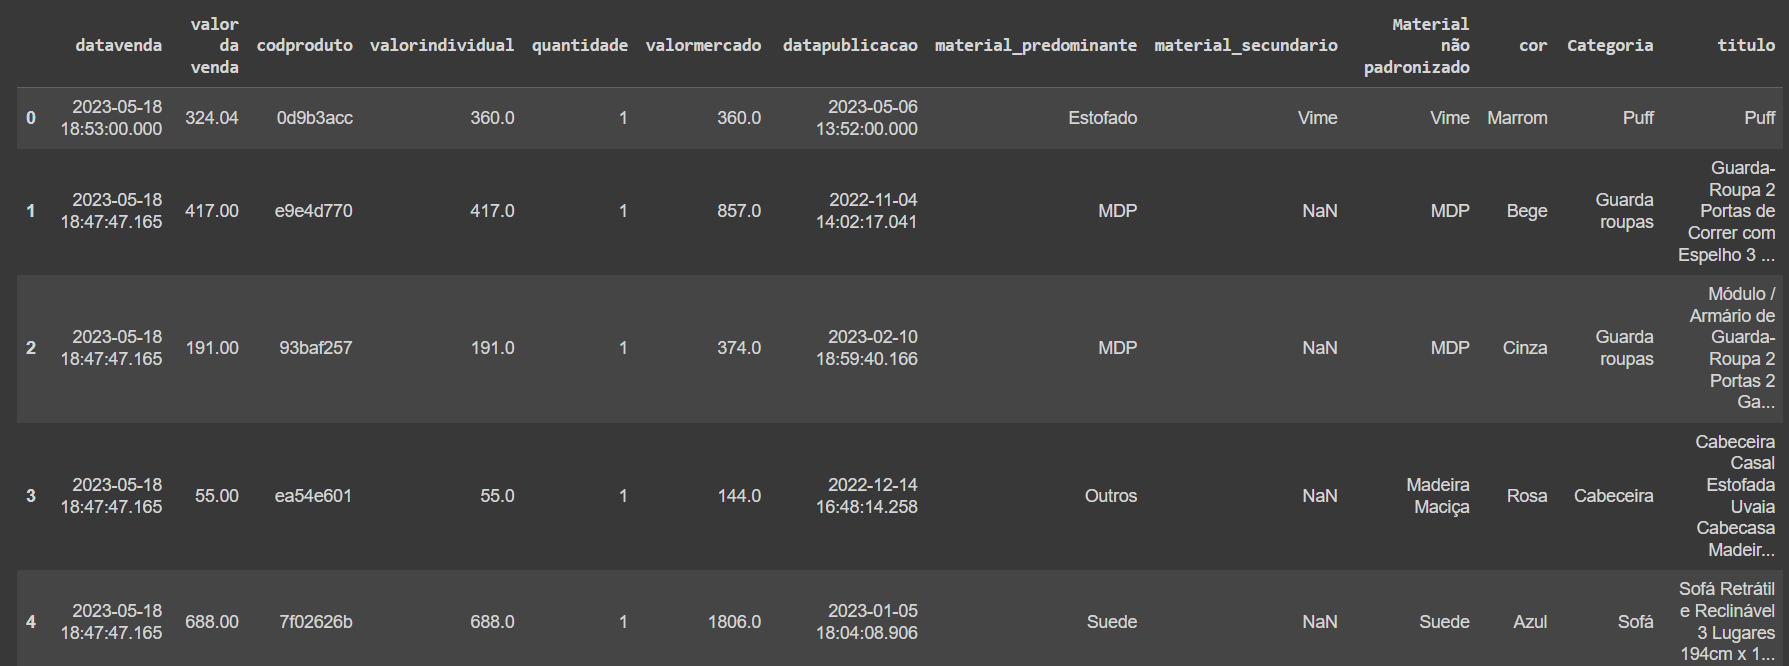 datavenda valor da venda codproduto valorindividual quantidade valormercado datapublicacao material_predominante material_secundario Material não padronizado cor Categoria titulo
0 2023-05-18 18:53:00.000 324.04 0d9b3acc 360.0 1 360.0 2023-05-06 13:52:00.000 Estofado Vime Vime Marrom Puff Puff
1 2023-05-18 18:47:47.165 417.00 e9e4d770 417.0 1 857.0 2022-11-04 14:02:17.041 MDP NaN MDP Bege Guarda roupas Guarda-Roupa 2 Portas de Correr com Espelho 3 ...
2 2023-05-18 18:47:47.165 191.00 93baf257 191.0 1 374.0 2023-02-10 18:59:40.166 MDP NaN MDP Cinza Guarda roupas Módulo / Armário de Guarda-Roupa 2 Portas 2 Ga...
3 2023-05-18 18:47:47.165 55.00 ea54e601 55.0 1 144.0 2022-12-14 16:48:14.258 Outros NaN Madeira Maciça Rosa Cabeceira Cabeceira Casal Estofada Uvaia Cabecasa Madeir...
4 2023-05-18 18:47:47.165 688.00 7f02626b 688.0 1 1806.0 2023-01-05 18:04:08.906 Suede NaN Suede Azul Sofá Sofá Retrátil e Reclinável 3 Lugares 194cm x 1...